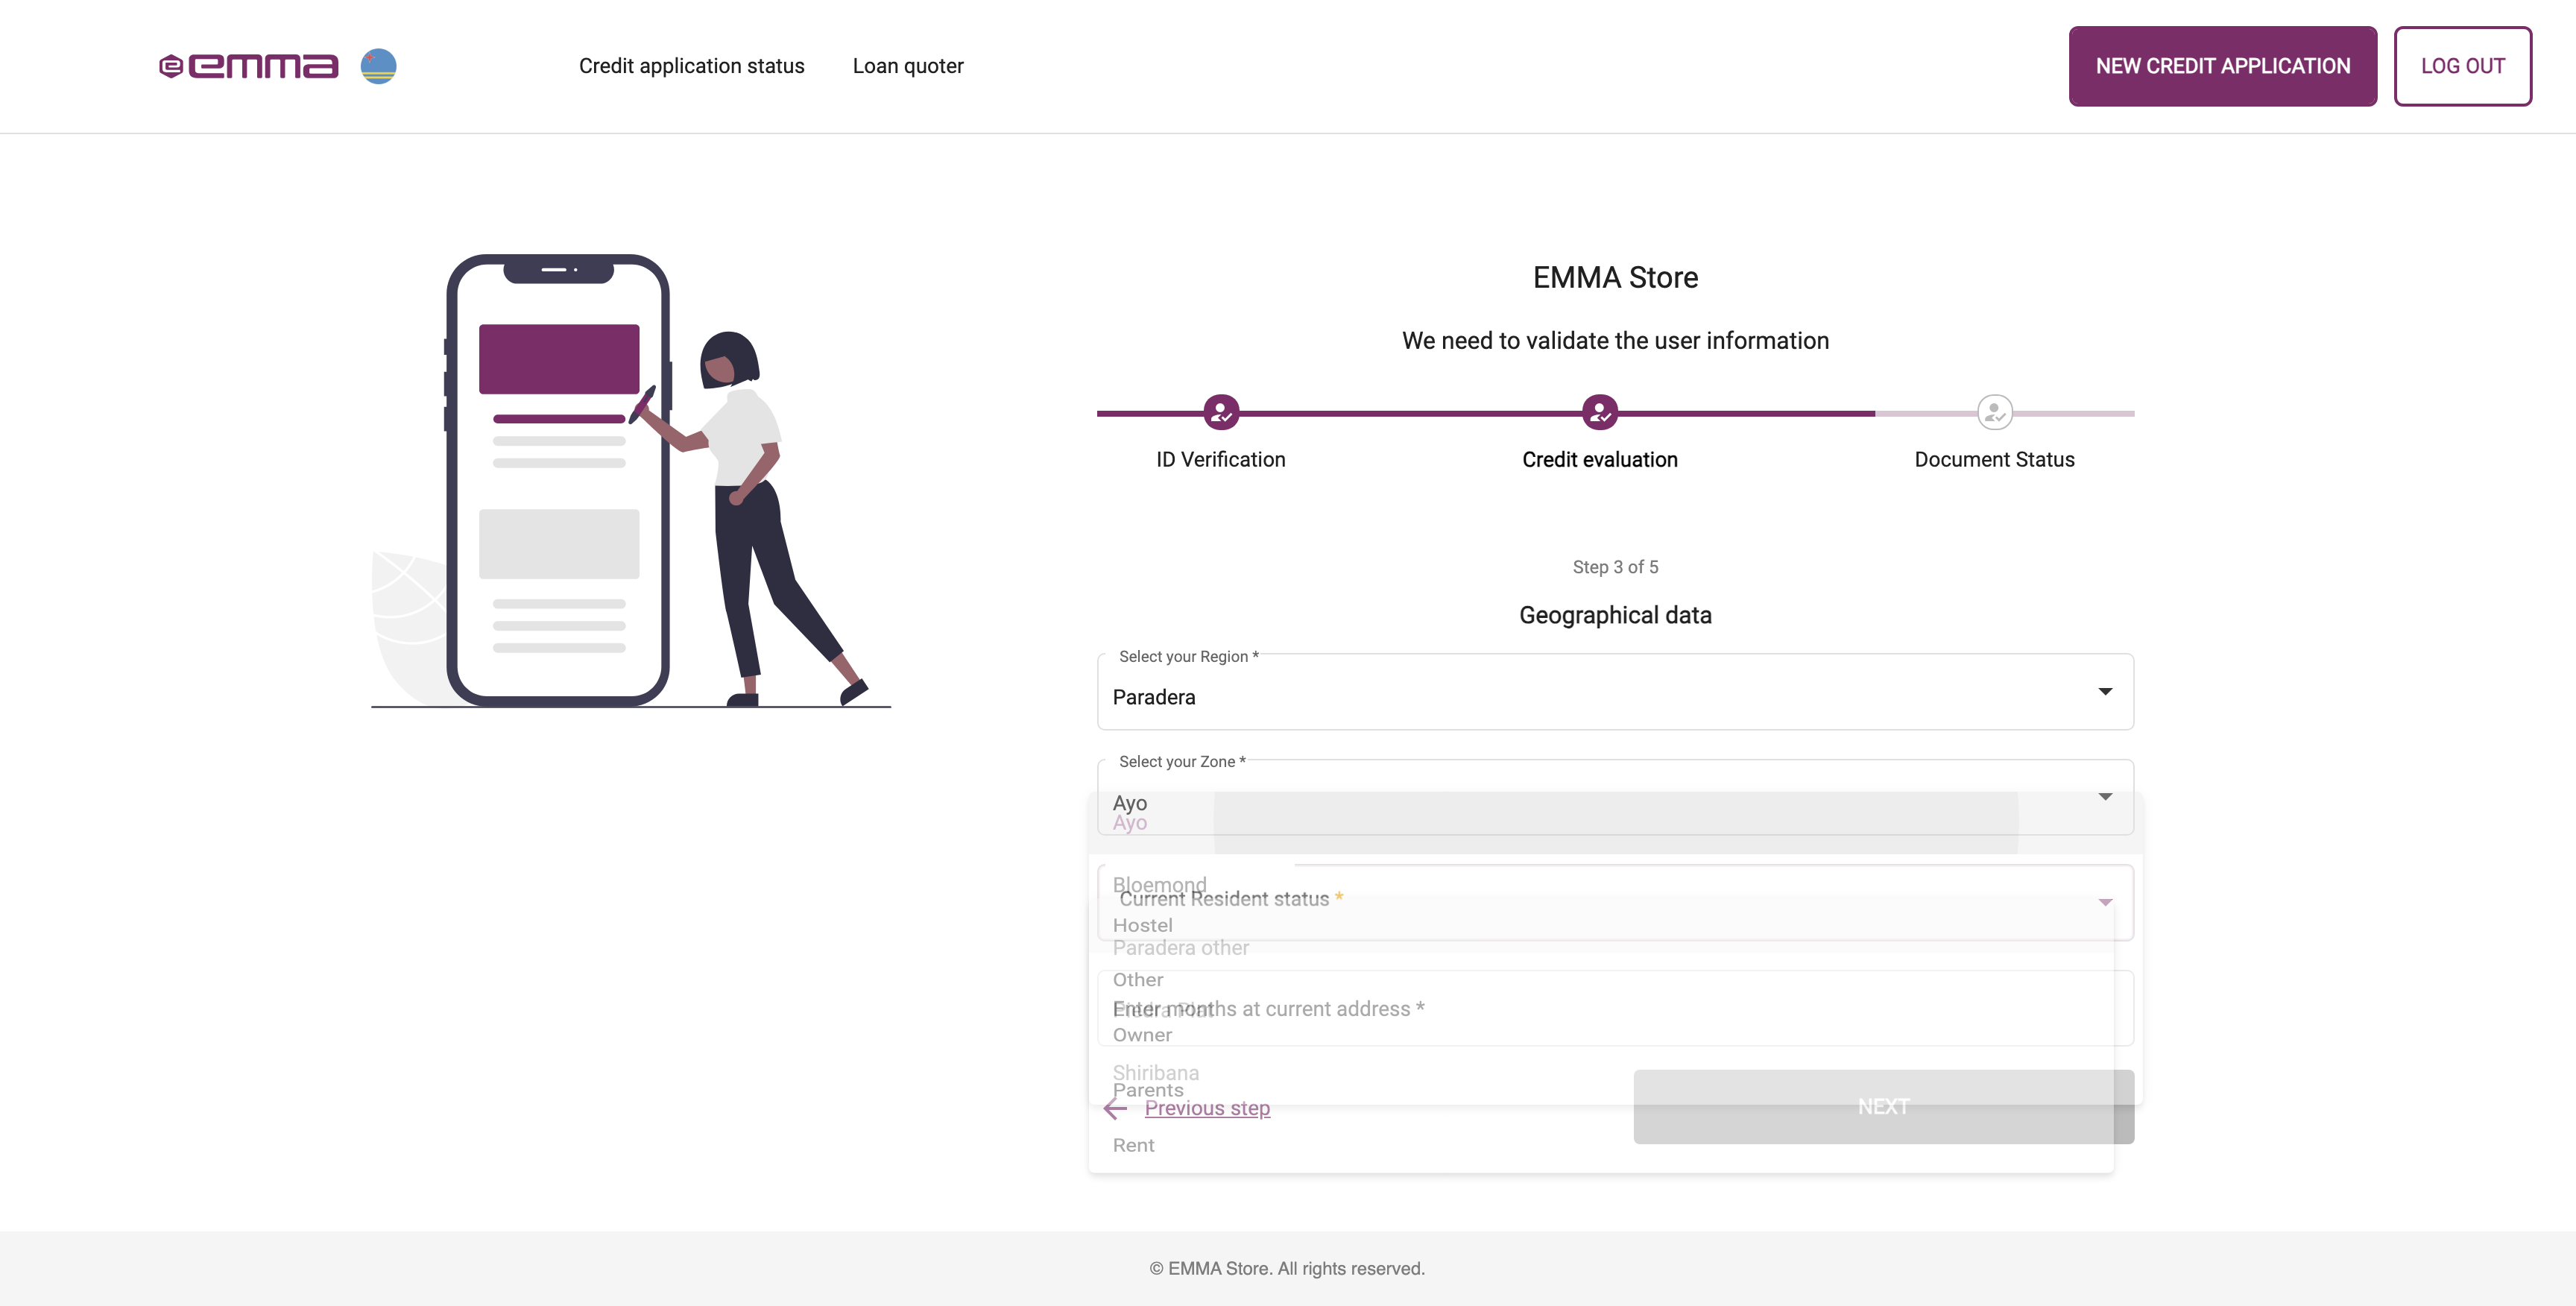 emma
Credit application status
Loan quoter
NEW CREDIT APPLICATION
LOG OUT
EMMA Store
We need to validate the user information
ID Verification
Credit evaluation
Document Status
Step 3 of 5
Geographical data
Select your Region *
Paradera
Select your Zone *
Ayo
Ayo
Bloemond
Current Resident status *
Hostel
Paradera other
Other
Enter months at current address *
Piedra Plat
Owner
Shiribana
Parents
Previous step
NEXT
Rent
© EMMA Store. All rights reserved.